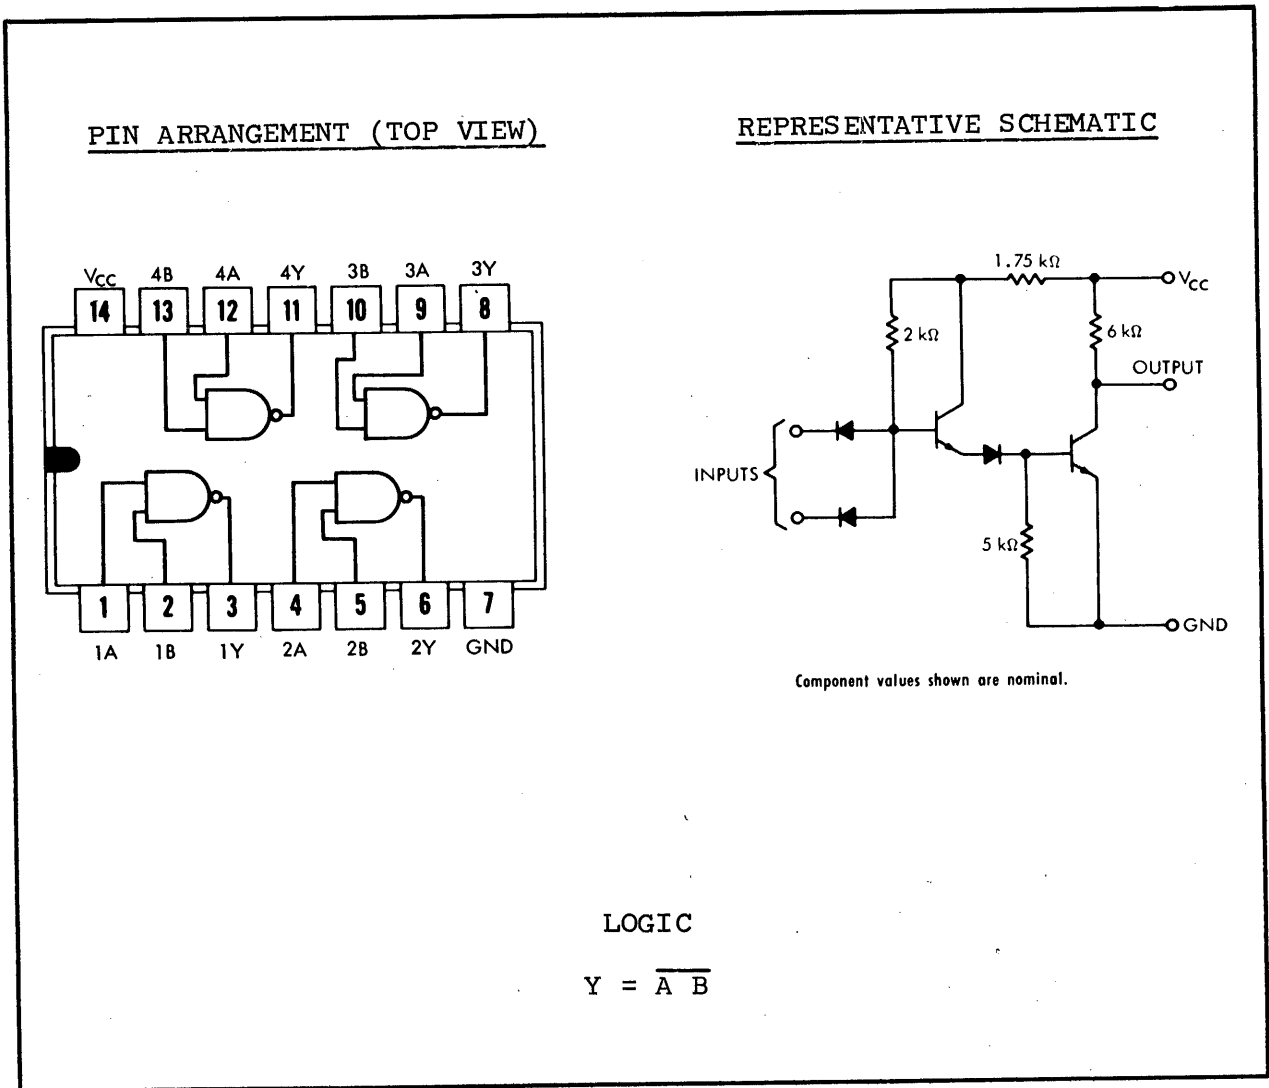 PIN ARRANGEMENT (TOP VIEW)
VCC 4B 4A 4Y 3B 3A 3Y
14 13 12 11 10 9 8
1 2 3 4 5 6 7
1A 1B 1Y 2A 2B 2Y GND
REPRESENTATIVE SCHEMATIC
1.75 kΩ
VCC
2 kΩ
6 kΩ
OUTPUT
INPUTS
5 kΩ
GND
Component values shown are nominal.
LOGIC
Y = A̅ ̅B̅